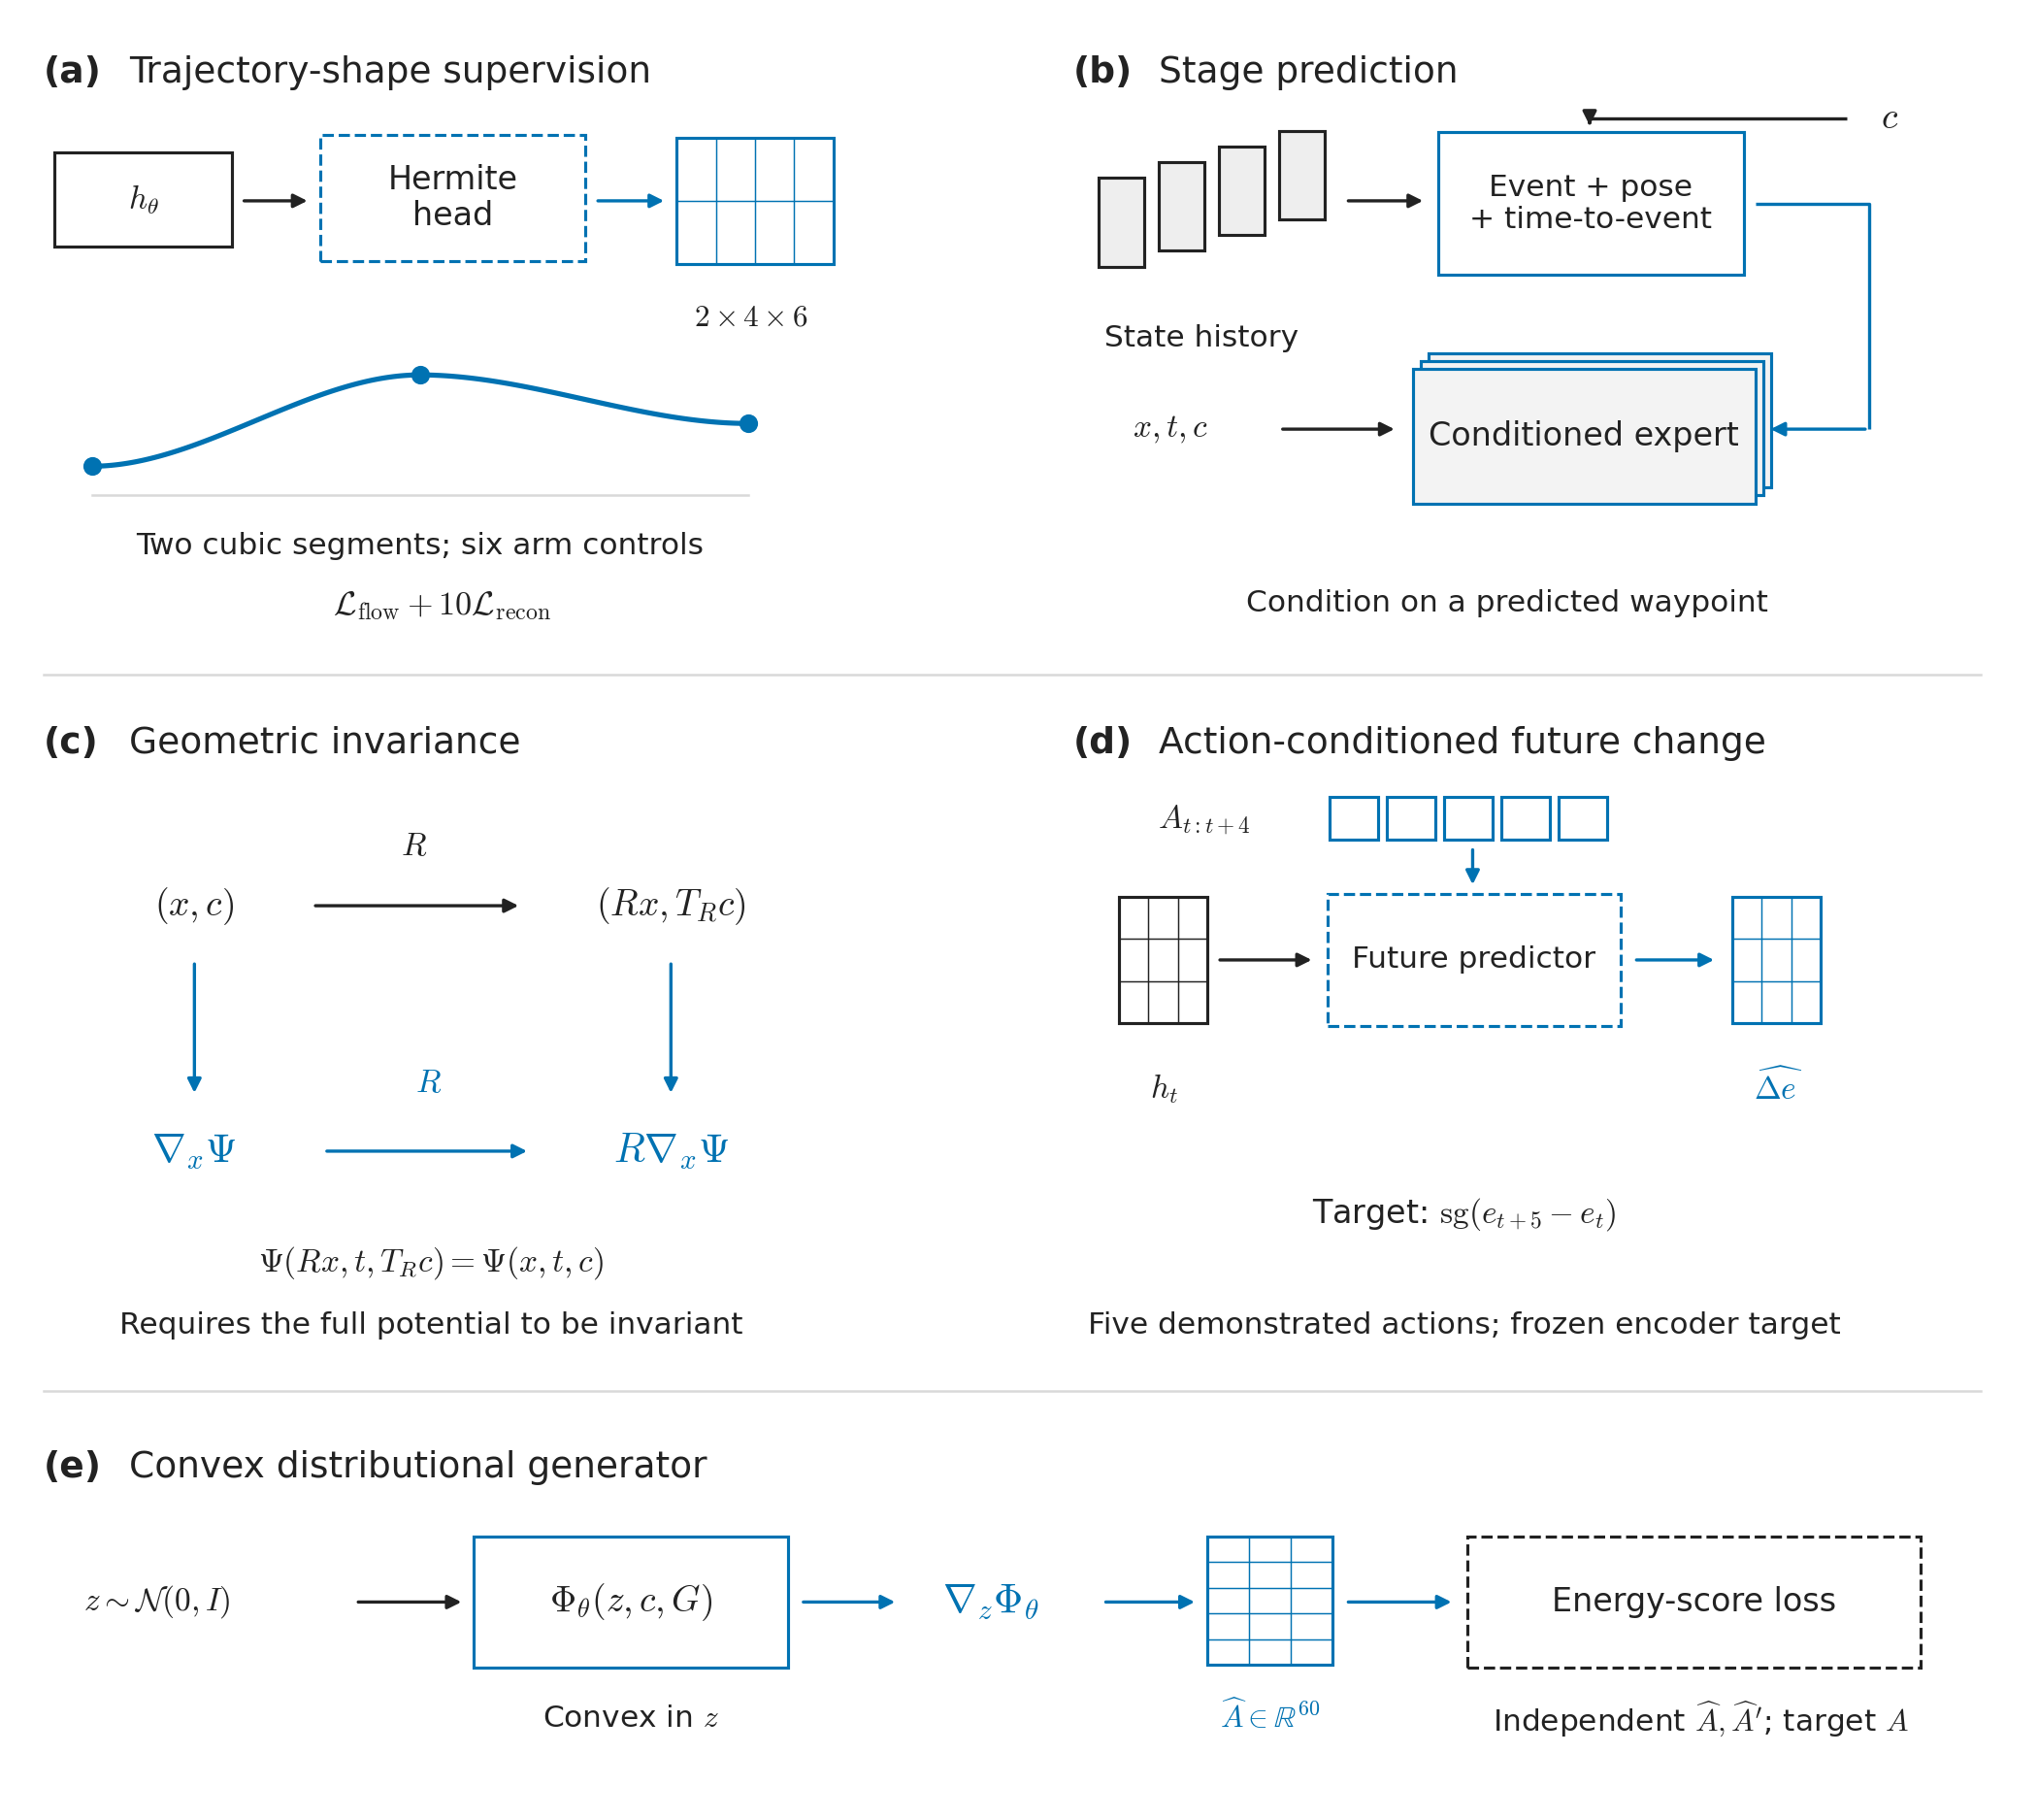 (a) Trajectory-shape supervision
h_θ
Hermite
head
2 × 4 × 6
Two cubic segments; six arm controls
ℒ_flow + 10ℒ_recon
(b) Stage prediction
c
Event + pose
+ time-to-event
State history
x, t, c
Conditioned expert
Condition on a predicted waypoint
(c) Geometric invariance
R
(x, c)
(Rx, T_R c)
R
∇_x Ψ
R∇_x Ψ
Ψ(Rx, t, T_R c) = Ψ(x, t, c)
Requires the full potential to be invariant
(d) Action-conditioned future change
A_{t:t+4}
Future predictor
h_t
\widehat{Δe}
Target: sg(e_{t+5} − e_t)
Five demonstrated actions; frozen encoder target
(e) Convex distributional generator
z ∼ 𝒩(0, I)
Φ_θ(z, c, G)
∇_z Φ_θ
Energy-score loss
Convex in z
\widehat{A} ∈ ℝ^{60}
Independent \widehat{A}, \widehat{A}′; target A